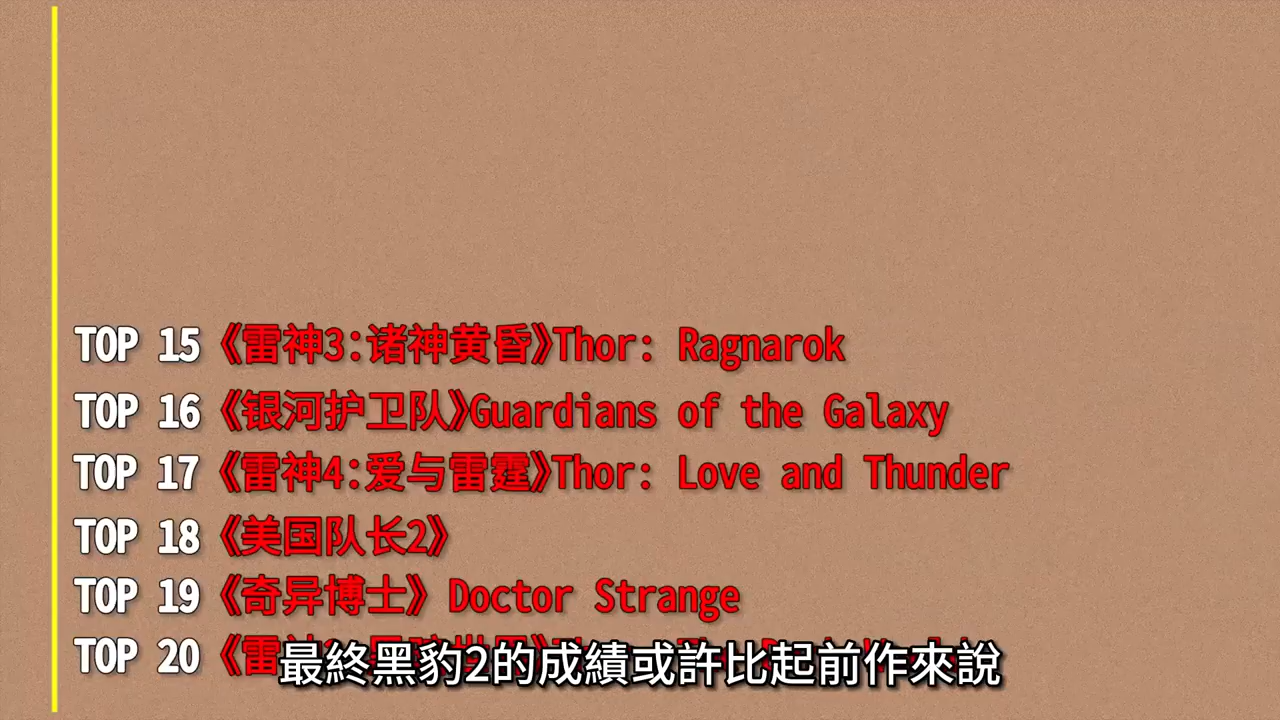 TOP 15 《雷神3:诸神黄昏》Thor: Ragnarok
TOP 16 《银河护卫队》Guardians of the Galaxy
TOP 17 《雷神4:爱与雷霆》Thor: Love and Thunder
TOP 18 《美国队长2》
TOP 19 《奇异博士》 Doctor Strange
TOP 20 《雷
最終黑豹2的成績或許比起前作來說